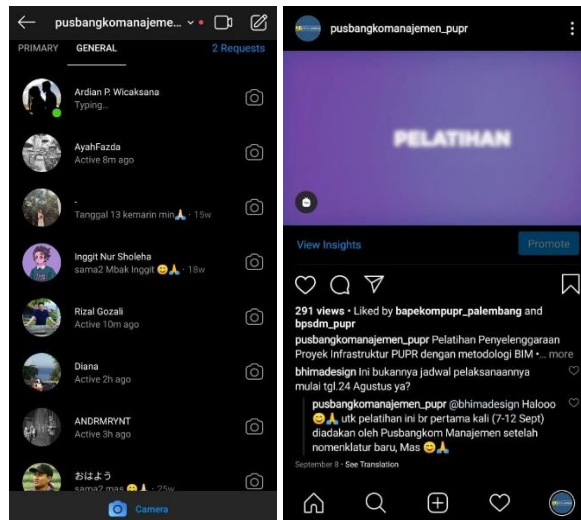 pusbangkomanajeme...
PRIMARY GENERAL 2 Requests
Ardian P. Wicaksana
Typing...
AyahFazda
Active 8m ago
-
Tanggal 13 kemarin min🙏 · 15w
Inggit Nur Sholeha
sama2 Mbak Inggit 😊🙏 · 18w
Rizal Gozali
Active 10m ago
Diana
Active 2h ago
ANDRMRYNT
Active 3h ago
おはよう
sama2 mas 😊🙏 · 25w
Camera
pusbangkomanajemen_pupr
PELATIHAN
View Insights Promote
291 views • Liked by bapekompupr_palembang and
bpsdm_pupr
pusbangkomanajemen_pupr Pelatihan Penyelenggaraan
Proyek Infrastruktur PUPR dengan metodologi BIM •... more
bhimadesign Ini bukannya jadwal pelaksanaannya
mulai tgl.24 Agustus ya?
pusbangkomanajemen_pupr @bhimadesign Halooo
😊🙏 utk pelatihan ini br pertama kali (7-12 Sept)
diadakan oleh Pusbangkom Manajemen setelah
nomenklatur baru, Mas 😊🙏
September 8 · See Translation